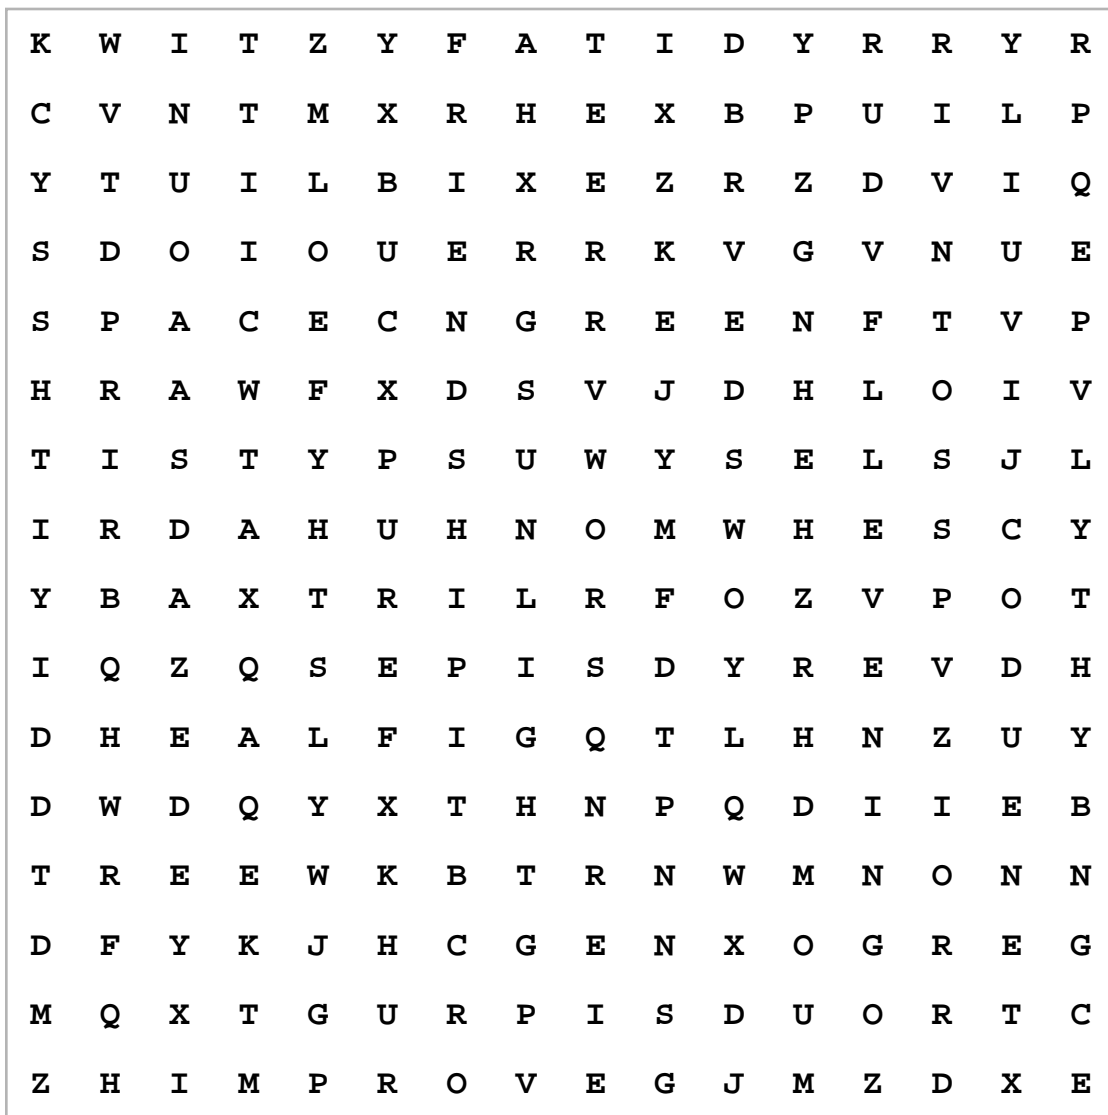 K W I T Z Y F A T I D Y R R Y R
C V N T M X R H E X B P U I L P
Y T U I L B I X E Z R Z D V I Q
S D O I O U E R R K V G V N U E
S P A C E C N G R E E N F T V P
H R A W F X D S V J D H L O I V
T I S T Y P S U W Y S E L S J L
I R D A H U H N O M W H E S C Y
Y B A X T R I L R F O Z V P O T
I Q Z Q S E P I S D Y R E V D H
D H E A L F I G Q T L H N Z U Y
D W D Q Y X T H N P Q D I I E B
T R E E W K B T R N W M N O N N
D F Y K J H C G E N X O G R E G
M Q X T G U R P I S D U O R T C
Z H I M P R O V E G J M Z D X E